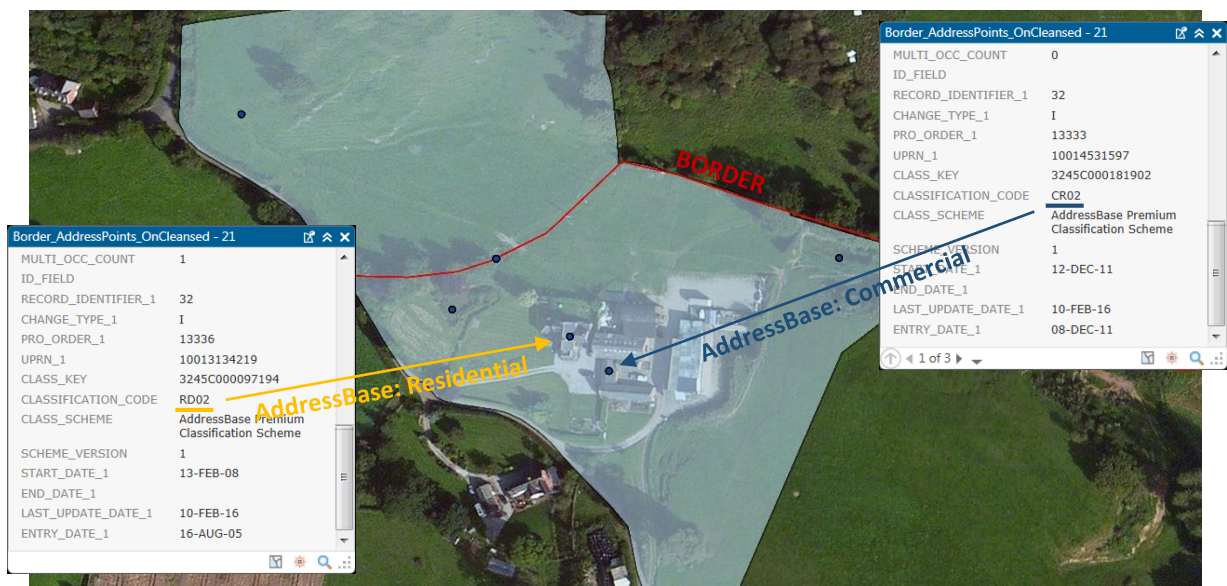 Border_AddressPoints_OnCleansed - 21
MULTI_OCC_COUNT 0
ID_FIELD
RECORD_IDENTIFIER_1 32
CHANGE_TYPE_1 I
PRO_ORDER_1 13333
UPRN_1 10014531597
CLASS_KEY 3245C000181902
CLASSIFICATION_CODE CR02
CLASS_SCHEME AddressBase Premium
Classification Scheme
SCHEME_VERSION 1
START_DATE_1 12-DEC-11
END_DATE_1
LAST_UPDATE_DATE_1 10-FEB-16
ENTRY_DATE_1 08-DEC-11
1 of 3
BORDER
AddressBase: Commercial
Border_AddressPoints_OnCleansed - 21
MULTI_OCC_COUNT 1
ID_FIELD
RECORD_IDENTIFIER_1 32
CHANGE_TYPE_1 I
PRO_ORDER_1 13336
UPRN_1 10013134219
CLASS_KEY 3245C000097194
CLASSIFICATION_CODE RD02
CLASS_SCHEME AddressBase Premium
Classification Scheme
SCHEME_VERSION 1
START_DATE_1 13-FEB-08
END_DATE_1
LAST_UPDATE_DATE_1 10-FEB-16
ENTRY_DATE_1 16-AUG-05
AddressBase: Residential